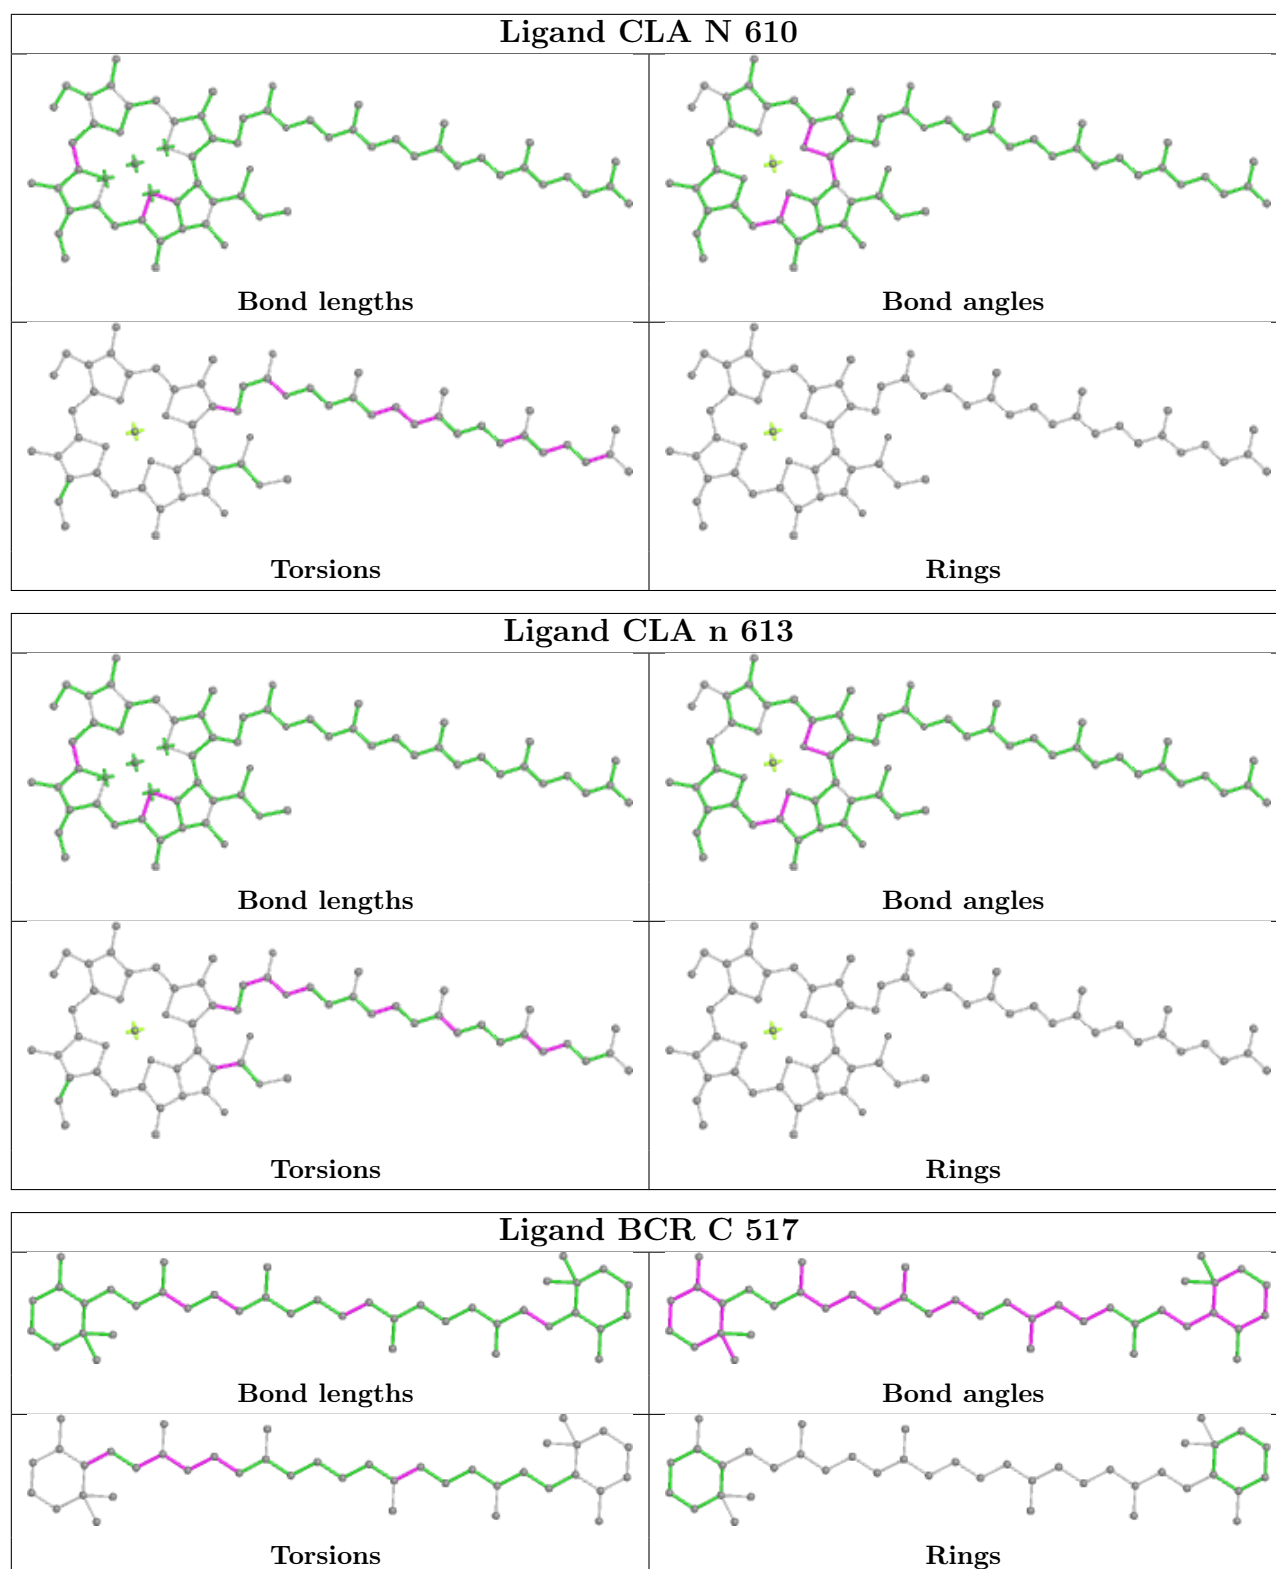 Ligand CLA N 610
Bond lengths
Bond angles
Torsions
Rings
Ligand CLA n 613
Bond lengths
Bond angles
Torsions
Rings
Ligand BCR C 517
Bond lengths
Bond angles
Torsions
Rings